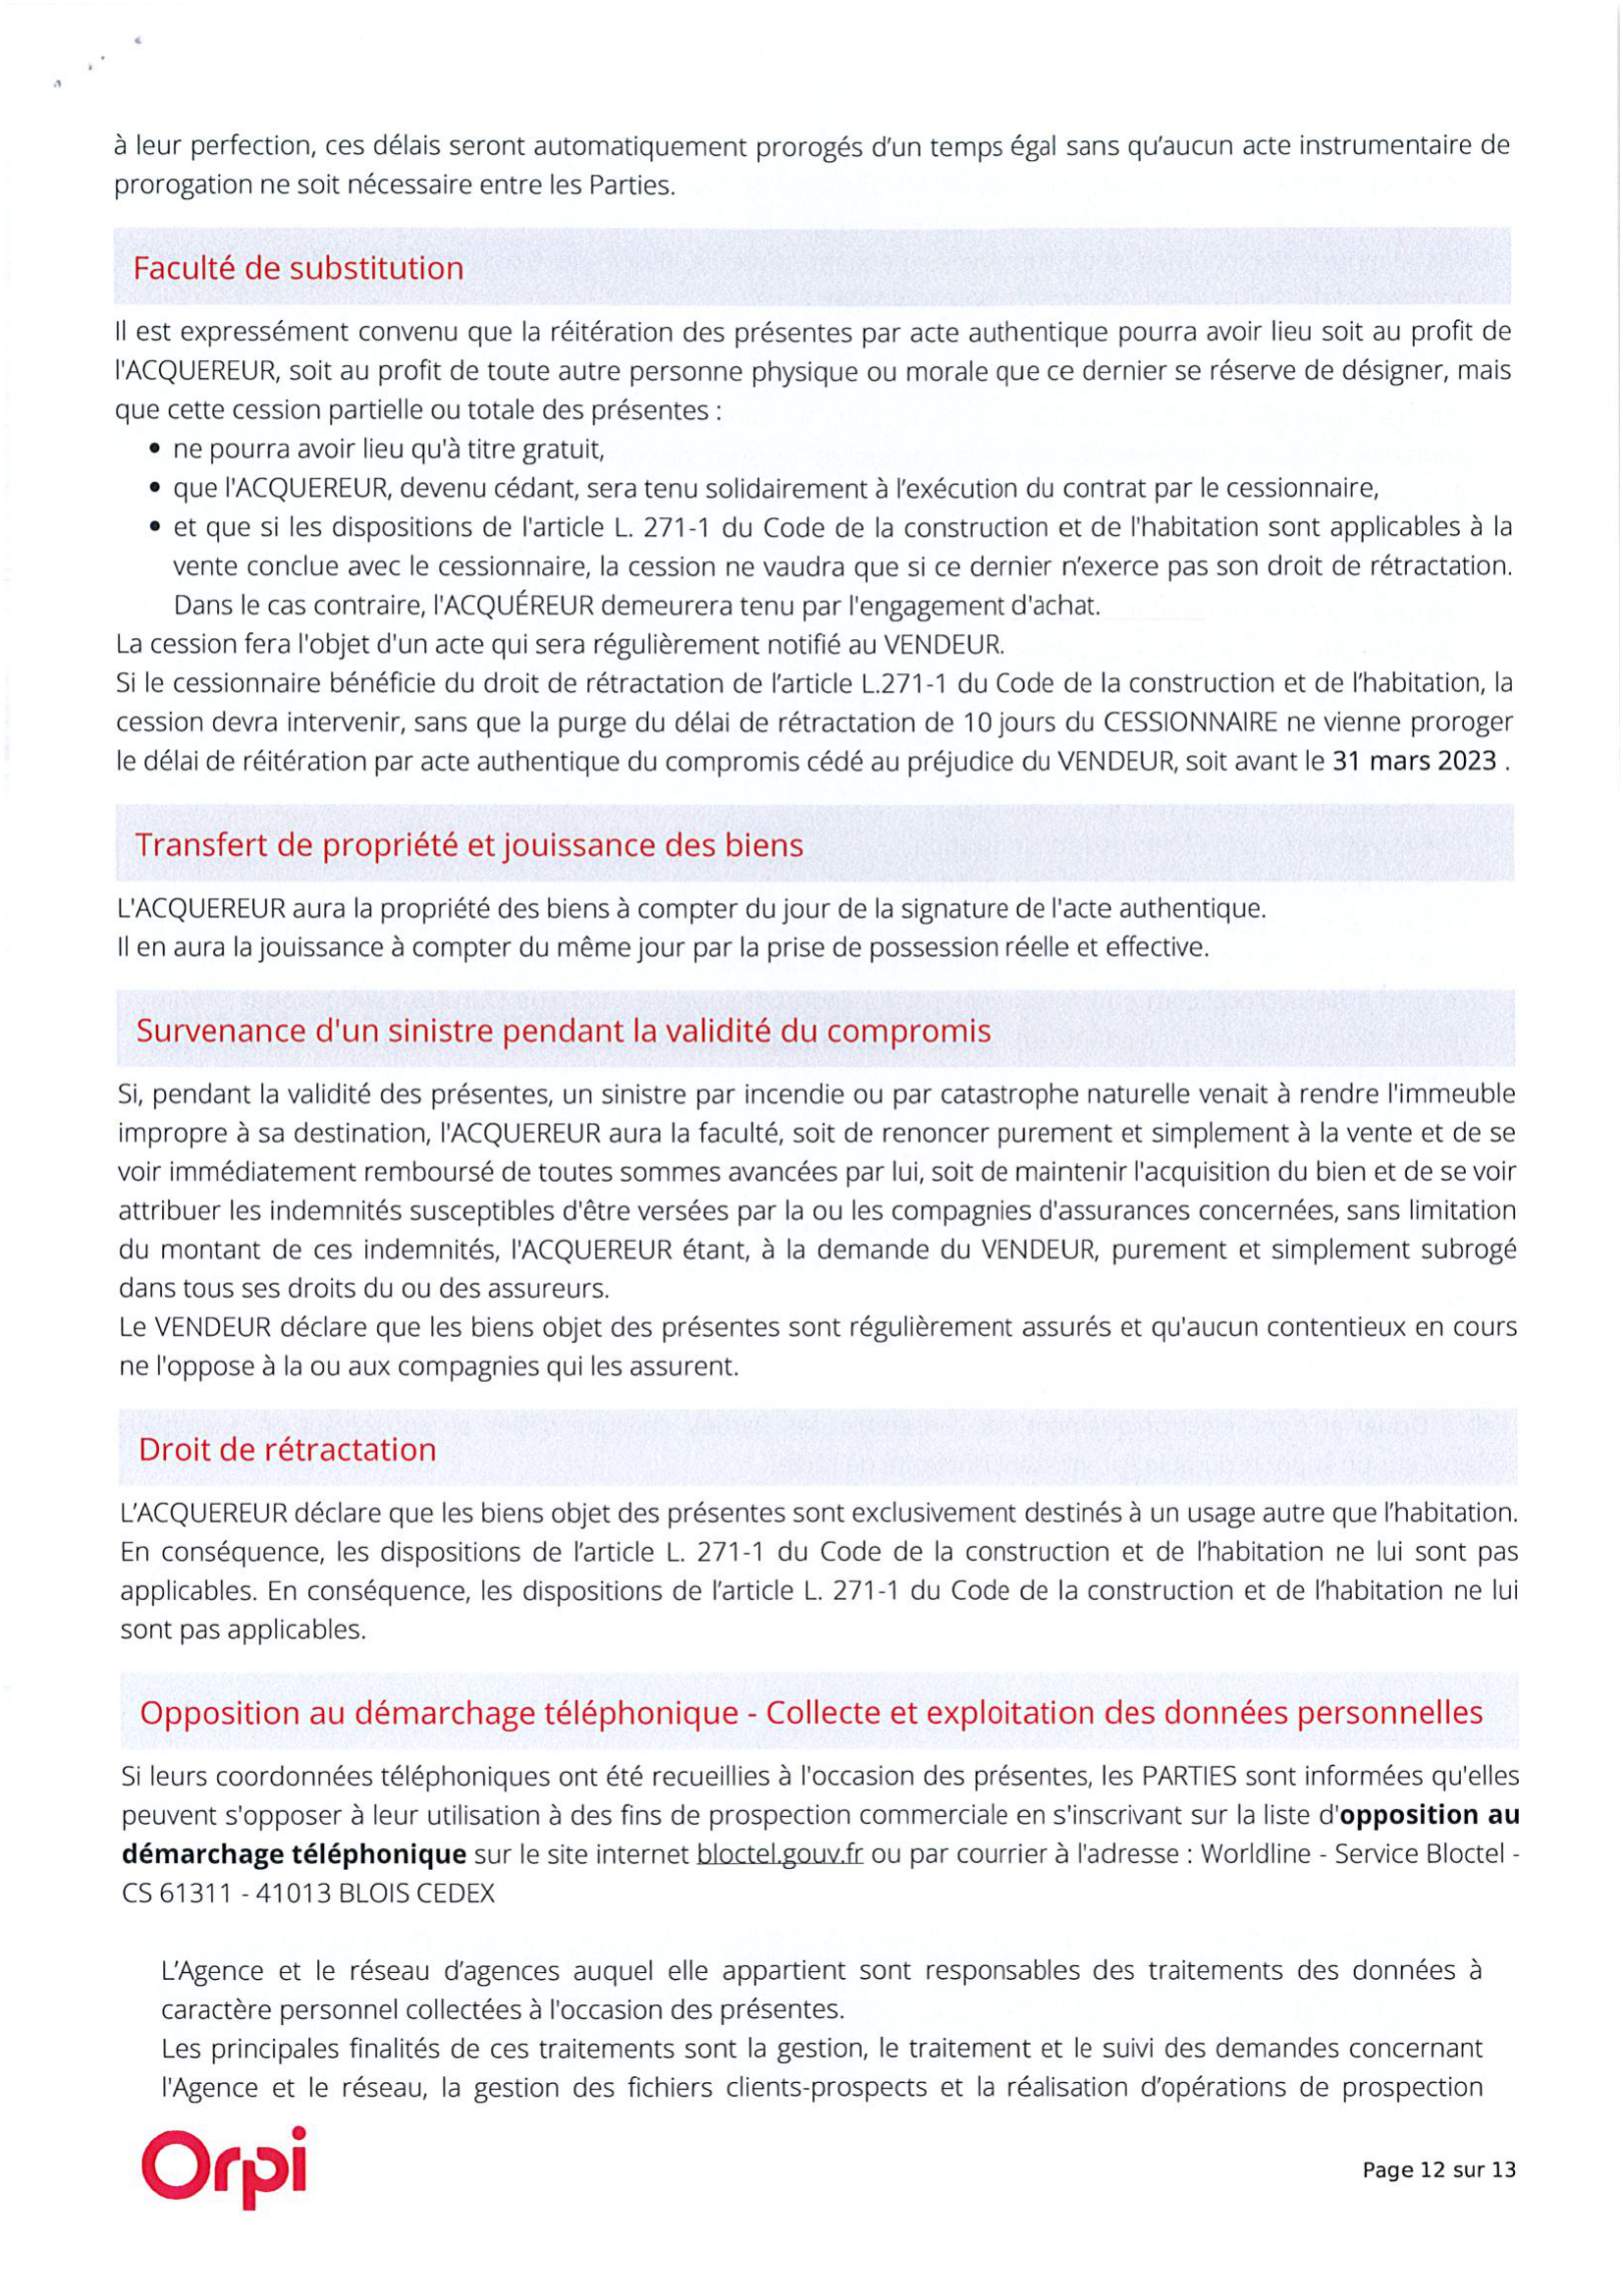 à leur perfection, ces délais seront automatiquement prorogés d'un temps égal sans qu'aucun acte instrumentaire de
prorogation ne soit nécessaire entre les Parties.
Faculté de substitution
Il est expressément convenu que la réitération des présentes par acte authentique pourra avoir lieu soit au profit de
l'ACQUEREUR, soit au profit de toute autre personne physique ou morale que ce dernier se réserve de désigner, mais
que cette cession partielle ou totale des présentes :
• ne pourra avoir lieu qu'à titre gratuit,
• que l'ACQUEREUR, devenu cédant, sera tenu solidairement à l'exécution du contrat par le cessionnaire,
• et que si les dispositions de l'article L. 271-1 du Code de la construction et de l'habitation sont applicables à la
vente conclue avec le cessionnaire, la cession ne vaudra que si ce dernier n'exerce pas son droit de rétractation.
Dans le cas contraire, l'ACQUÉREUR demeurera tenu par l'engagement d'achat.
La cession fera l'objet d'un acte qui sera régulièrement notifié au VENDEUR.
Si le cessionnaire bénéficie du droit de rétractation de l'article L.271-1 du Code de la construction et de l'habitation, la
cession devra intervenir, sans que la purge du délai de rétractation de 10 jours du CESSIONNAIRE ne vienne proroger
le délai de réitération par acte authentique du compromis cédé au préjudice du VENDEUR, soit avant le 31 mars 2023 .
Transfert de propriété et jouissance des biens
L'ACQUEREUR aura la propriété des biens à compter du jour de la signature de l'acte authentique.
Il en aura la jouissance à compter du même jour par la prise de possession réelle et effective.
Survenance d'un sinistre pendant la validité du compromis
Si, pendant la validité des présentes, un sinistre par incendie ou par catastrophe naturelle venait à rendre l'immeuble
impropre à sa destination, l'ACQUEREUR aura la faculté, soit de renoncer purement et simplement à la vente et de se
voir immédiatement remboursé de toutes sommes avancées par lui, soit de maintenir l'acquisition du bien et de se voir
attribuer les indemnités susceptibles d'être versées par la ou les compagnies d'assurances concernées, sans limitation
du montant de ces indemnités, l'ACQUEREUR étant, à la demande du VENDEUR, purement et simplement subrogé
dans tous ses droits du ou des assureurs.
Le VENDEUR déclare que les biens objet des présentes sont régulièrement assurés et qu'aucun contentieux en cours
ne l'oppose à la ou aux compagnies qui les assurent.
Droit de rétractation
L'ACQUEREUR déclare que les biens objet des présentes sont exclusivement destinés à un usage autre que l'habitation.
En conséquence, les dispositions de l'article L. 271-1 du Code de la construction et de l'habitation ne lui sont pas
applicables. En conséquence, les dispositions de l'article L. 271-1 du Code de la construction et de l'habitation ne lui
sont pas applicables.
Opposition au démarchage téléphonique - Collecte et exploitation des données personnelles
Si leurs coordonnées téléphoniques ont été recueillies à l'occasion des présentes, les PARTIES sont informées qu'elles
peuvent s'opposer à leur utilisation à des fins de prospection commerciale en s'inscrivant sur la liste d'opposition au
démarchage téléphonique sur le site internet bloctel.gouv.fr ou par courrier à l'adresse : Worldline - Service Bloctel -
CS 61311 - 41013 BLOIS CEDEX
L'Agence et le réseau d'agences auquel elle appartient sont responsables des traitements des données à
caractère personnel collectées à l'occasion des présentes.
Les principales finalités de ces traitements sont la gestion, le traitement et le suivi des demandes concernant
l'Agence et le réseau, la gestion des fichiers clients-prospects et la réalisation d'opérations de prospection
Orpi
Page 12 sur 13